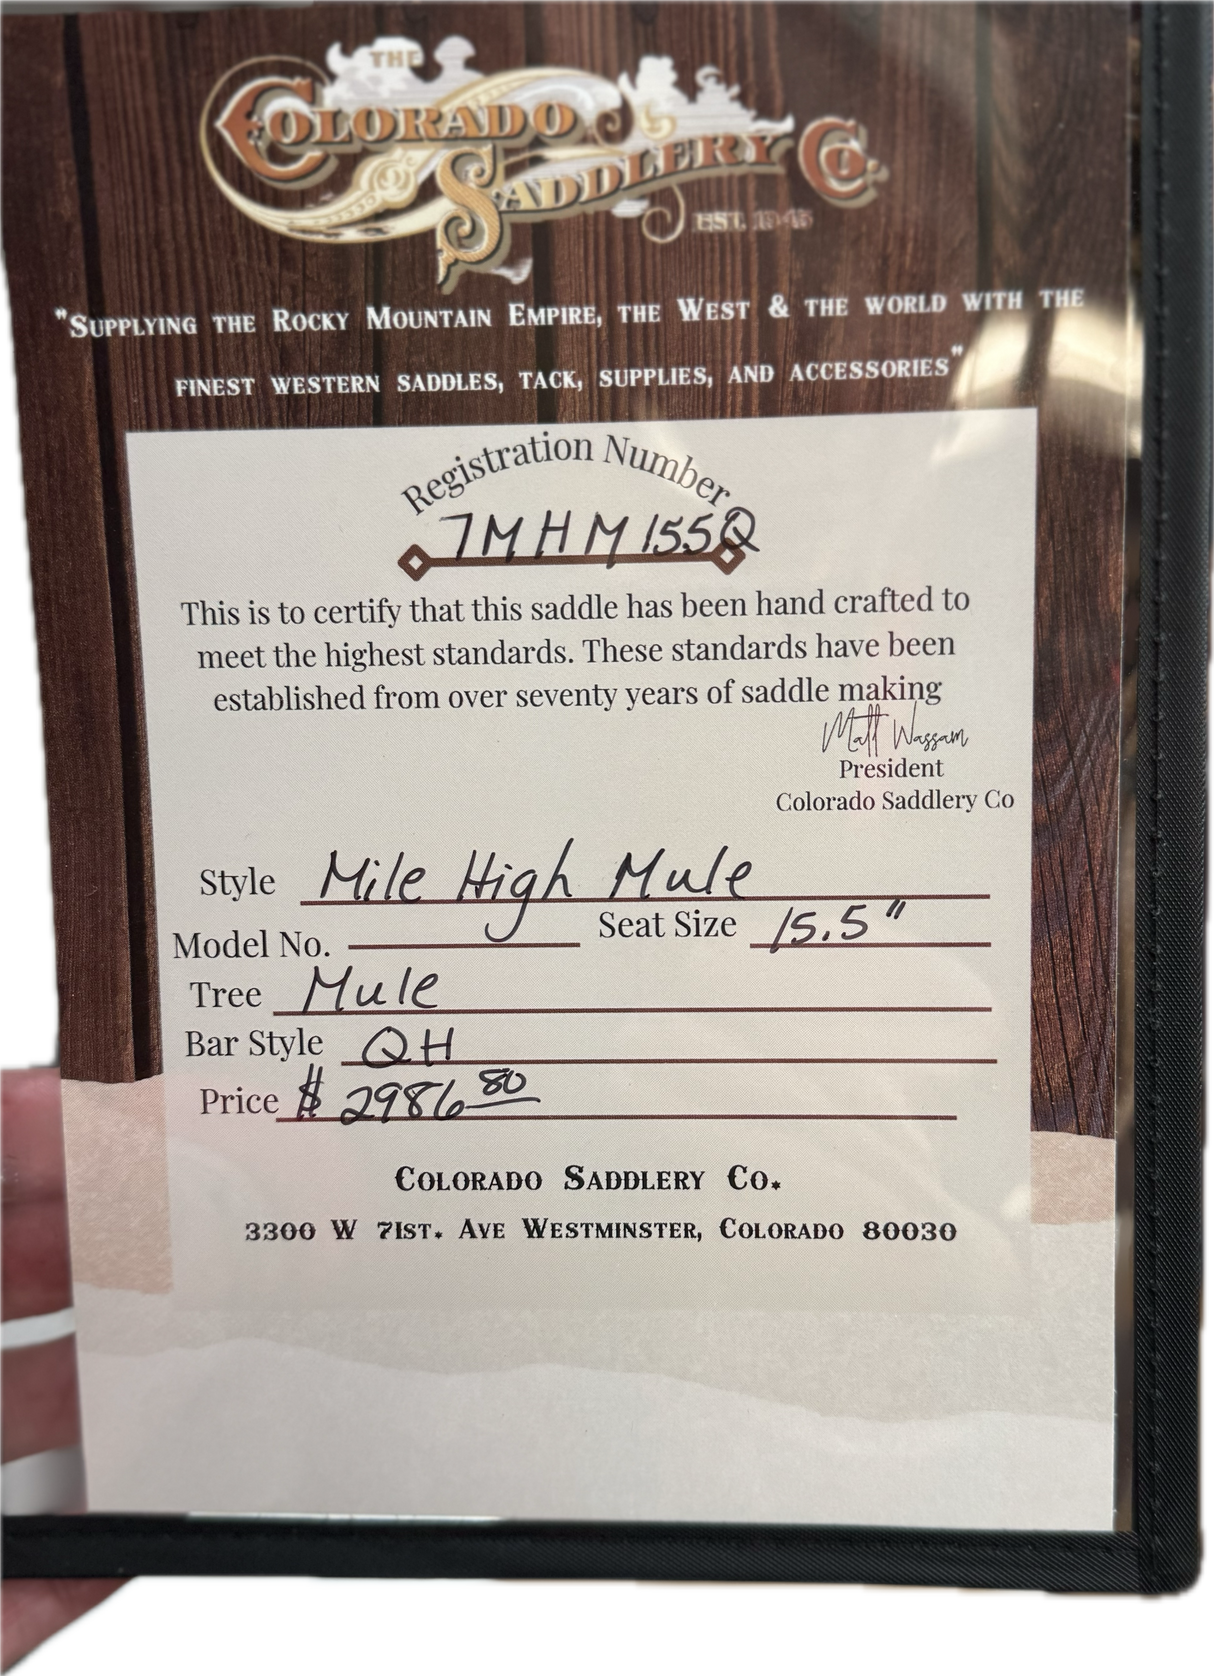 THE
COLORADO
SADDLERY CO.
EST. 1945
"SUPPLYING THE ROCKY MOUNTAIN EMPIRE, THE WEST & THE WORLD WITH THE
FINEST WESTERN SADDLES, TACK, SUPPLIES, AND ACCESSORIES"
Registration Number
7MHM155Q
This is to certify that this saddle has been hand crafted to
meet the highest standards. These standards have been
established from over seventy years of saddle making
Matt Wassam
President
Colorado Saddlery Co
Style Mile High Mule
Model No. Seat Size 15.5"
Tree Mule
Bar Style QH
Price $ 2986 80
COLORADO SADDLERY CO.
3300 W 71ST. AVE WESTMINSTER, COLORADO 80030